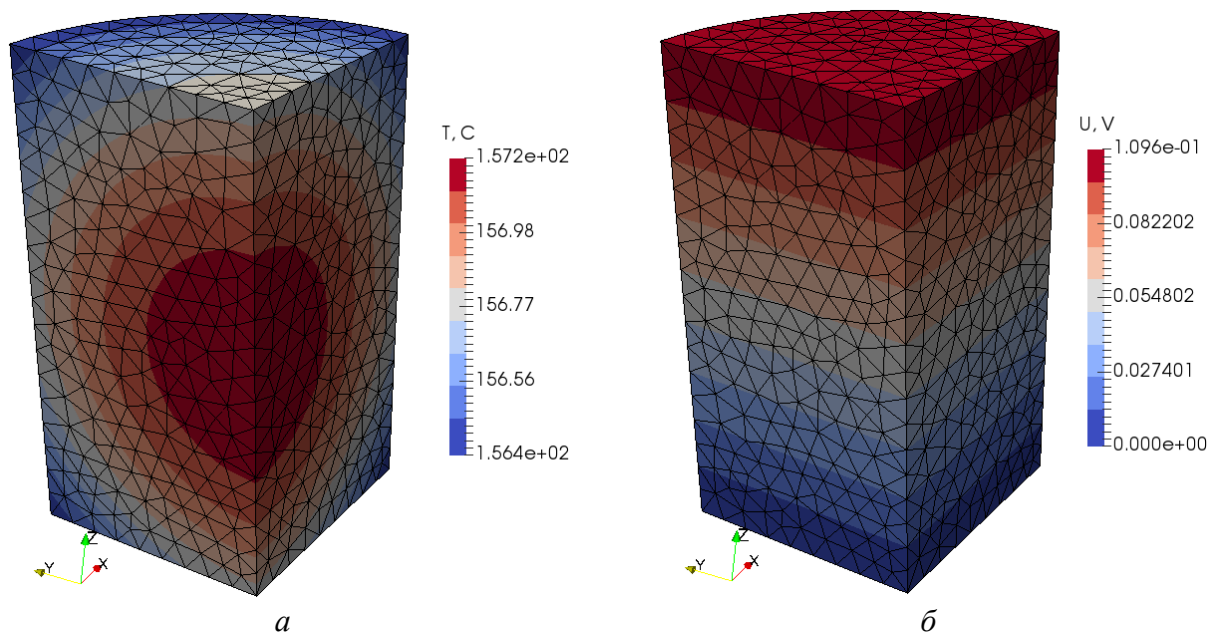 T, C
1.572e+02
156.98
156.77
156.56
1.564e+02
Z
Y
X
а
U, V
1.096e-01
0.082202
0.054802
0.027401
0.000e+00
Z
Y
X
б